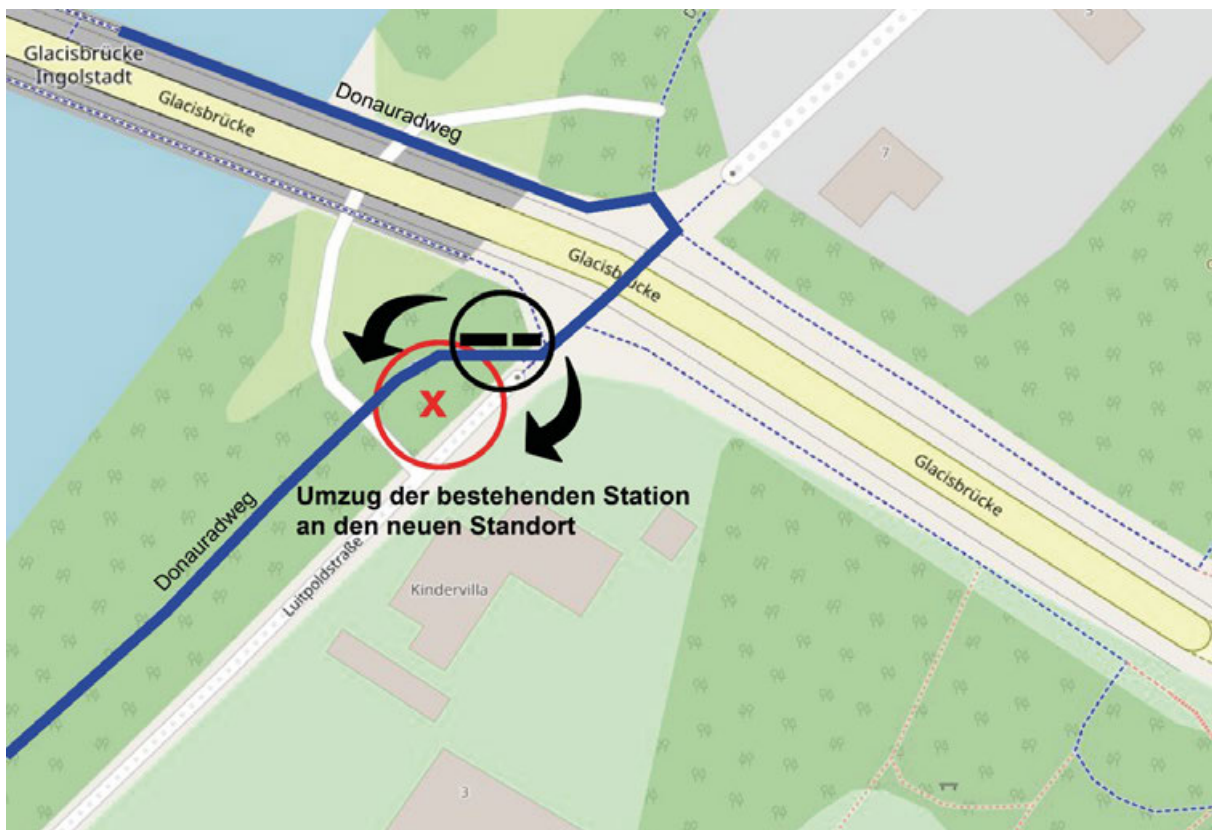 Glacisbrücke
Ingolstadt
Glacisbrücke
Donauradweg
D
5
7
Glacisbrücke
X
Umzug der bestehenden Station
an den neuen Standort
Glacisbrücke
Donauradweg
Luitpoldstraße
Kindervilla
3